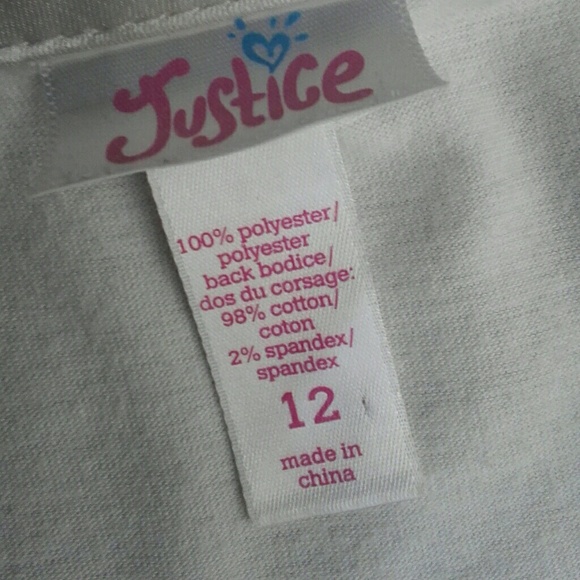 Justice
100% polyester/
polyester
back bodice/
dos du corsage:
98% cotton/
coton
2% spandex/
spandex
12
made in
china